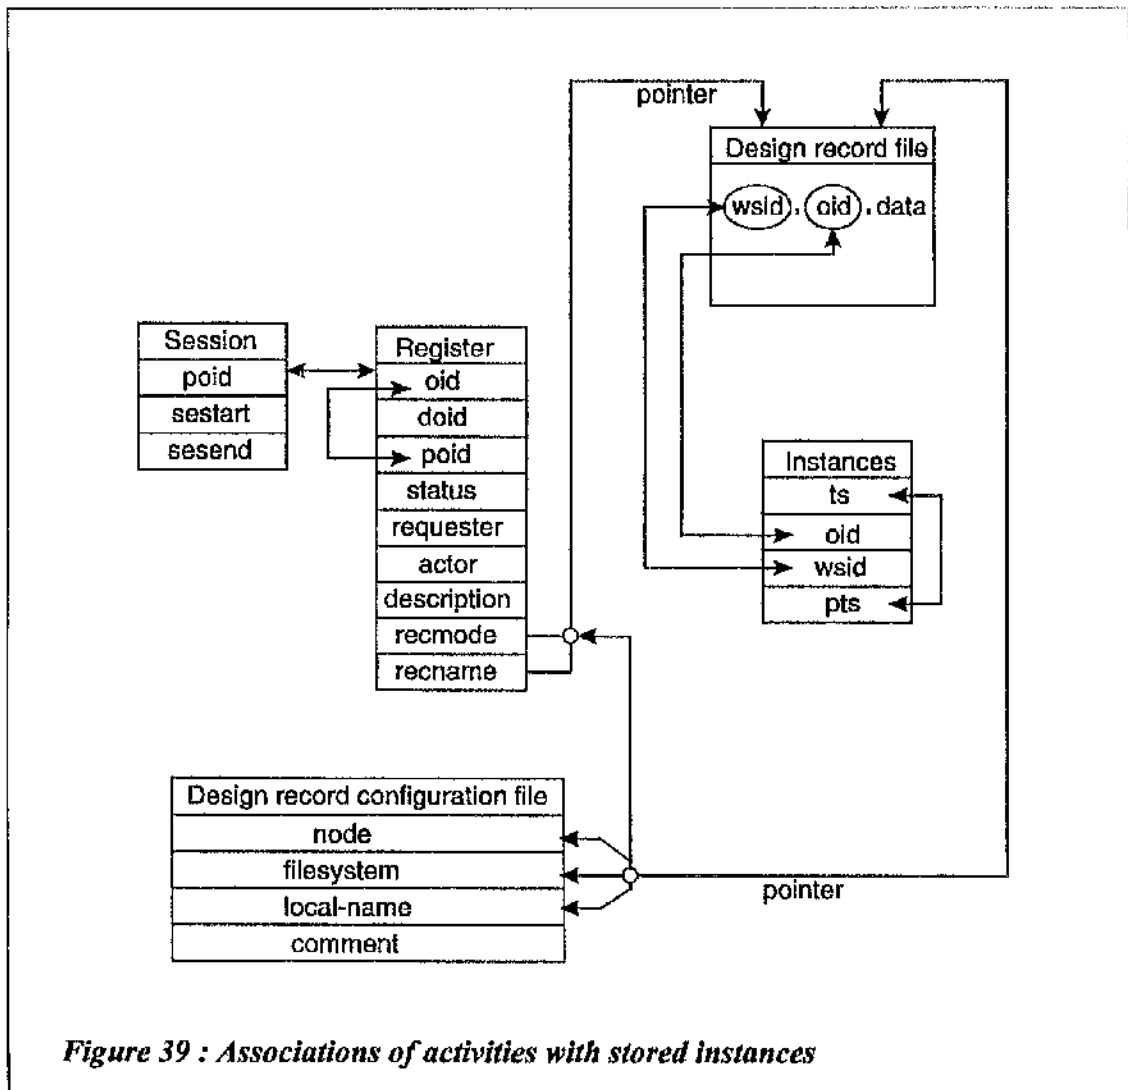 pointer
Design record file
wsid . oid . data
Session
poid
sestart
sesend
Register
oid
doid
poid
status
requester
actor
description
recmode
recname
Instances
ts
oid
wsid
pts
Design record configuration file
node
filesystem
local-name
comment
pointer
Figure 39 : Associations of activities with stored instances